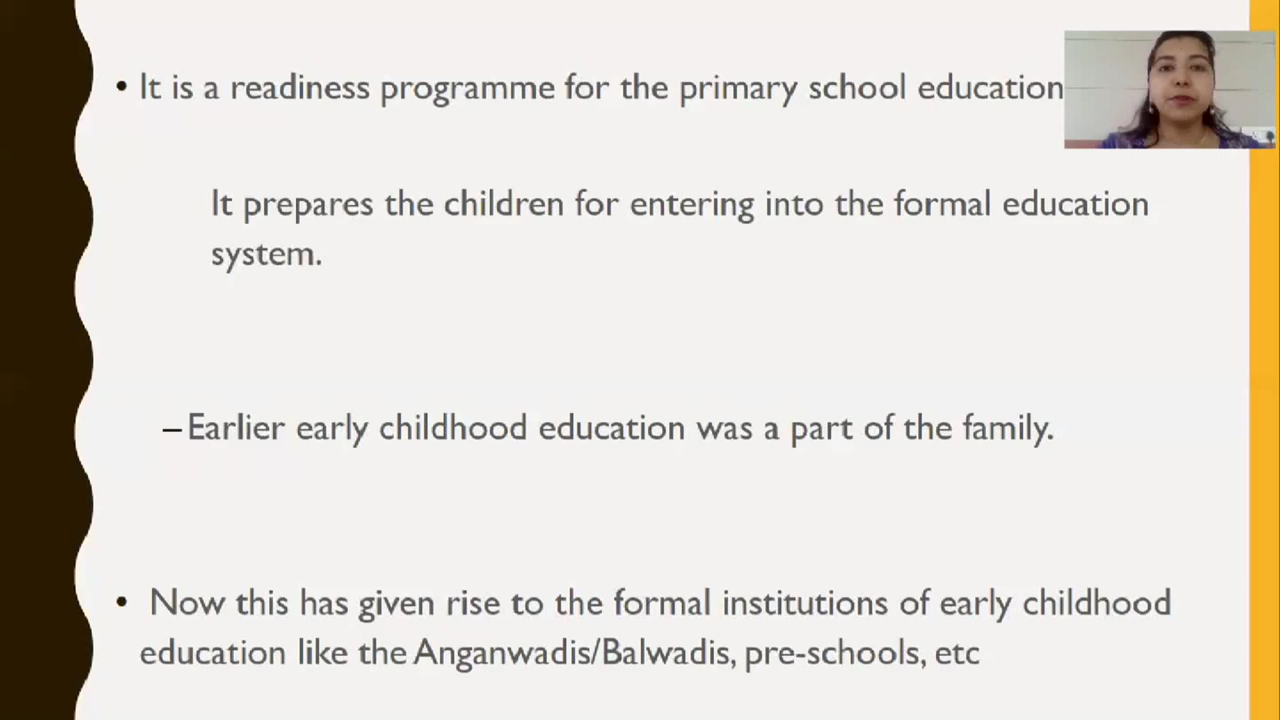 • It is a readiness programme for the primary school education
It prepares the children for entering into the formal education
system.
– Earlier early childhood education was a part of the family.
• Now this has given rise to the formal institutions of early childhood
education like the Anganwadis/Balwadis, pre-schools, etc